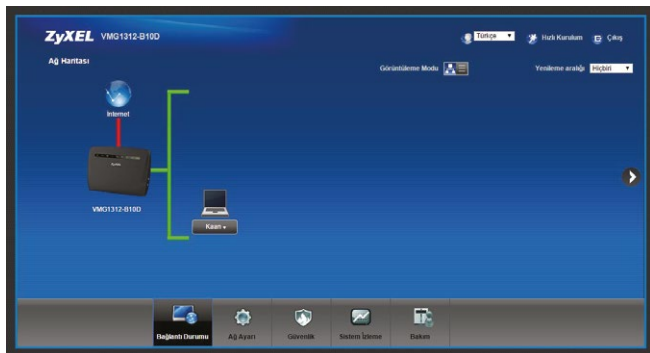 ZyXEL VMG1312-B10D
Türkçe
Hızlı Kurulum
Çıkış
Ağ Haritası
Görüntüleme Modu
Yenileme aralığı
Hiçbiri
Internet
VMG1312-B10D
Kaan
Bağlantı Durumu
Ağ Ayarı
Güvenlik
Sistem İzleme
Bakım